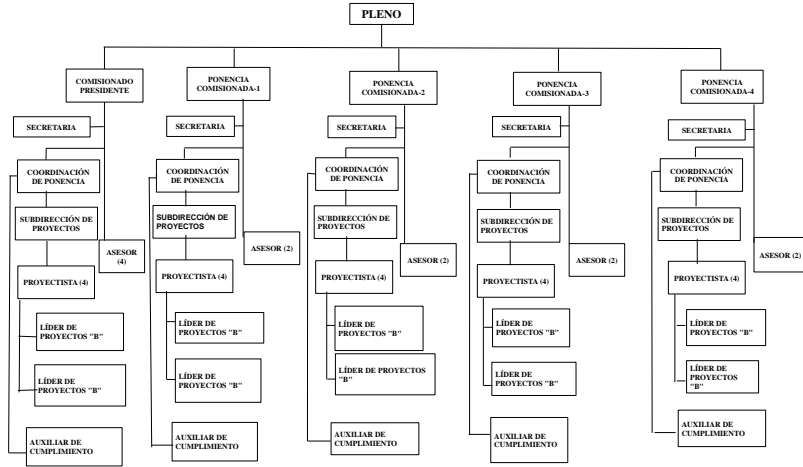 PLENO
COMISIONADO
PRESIDENTE
SECRETARIA
COORDINACIÓN
DE PONENCIA
SUBDIRECCIÓN DE
PROYECTOS
ASESOR
(4)
PROYECTISTA (4)
LÍDER DE
PROYECTOS "B"
LÍDER DE
PROYECTOS "B"
AUXILIAR DE
CUMPLIMIENTO
PONENCIA
COMISIONADA-1
SECRETARIA
COORDINACIÓN
DE PONENCIA
SUBDIRECCIÓN DE
PROYECTOS
ASESOR (2)
PROYECTISTA (4)
LÍDER DE
PROYECTOS "B"
LÍDER DE
PROYECTOS "B"
AUXILIAR DE
CUMPLIMIENTO
PONENCIA
COMISIONADA-2
SECRETARIA
COORDINACIÓN
DE PONENCIA
SUBDIRECCIÓN DE
PROYECTOS
ASESOR (2)
PROYECTISTA (4)
LÍDER DE
PROYECTOS "B"
LÍDER DE PROYECTOS
"B"
AUXILIAR DE
CUMPLIMIENTO
PONENCIA
COMISIONADA-3
SECRETARIA
COORDINACIÓN
DE PONENCIA
SUBDIRECCIÓN DE
PROYECTOS
ASESOR (2)
PROYECTISTA (4)
LÍDER DE
PROYECTOS "B"
LÍDER DE
PROYECTOS "B"
AUXILIAR DE
CUMPLIMIENTO
PONENCIA
COMISIONADA-4
SECRETARIA
COORDINACIÓN
DE PONENCIA
SUBDIRECCIÓN DE
PROYECTOS
ASESOR (2)
PROYECTISTA (4)
LÍDER DE
PROYECTOS "B"
LÍDER DE
PROYECTOS "B"
AUXILIAR DE
CUMPLIMIENTO